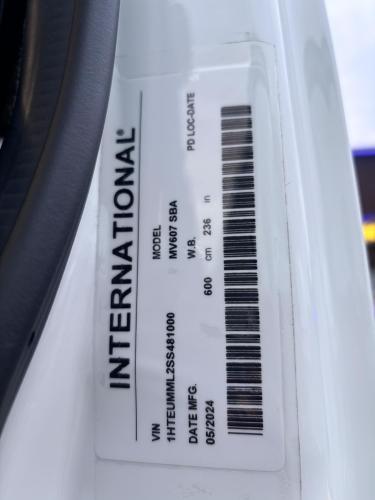 INTERNATIONAL®
VIN MODEL
1HTEUMML2SS481000 MV607 SBA
DATE MFG. W.B. PD LOC-DATE
05/2024 600 cm 236 in